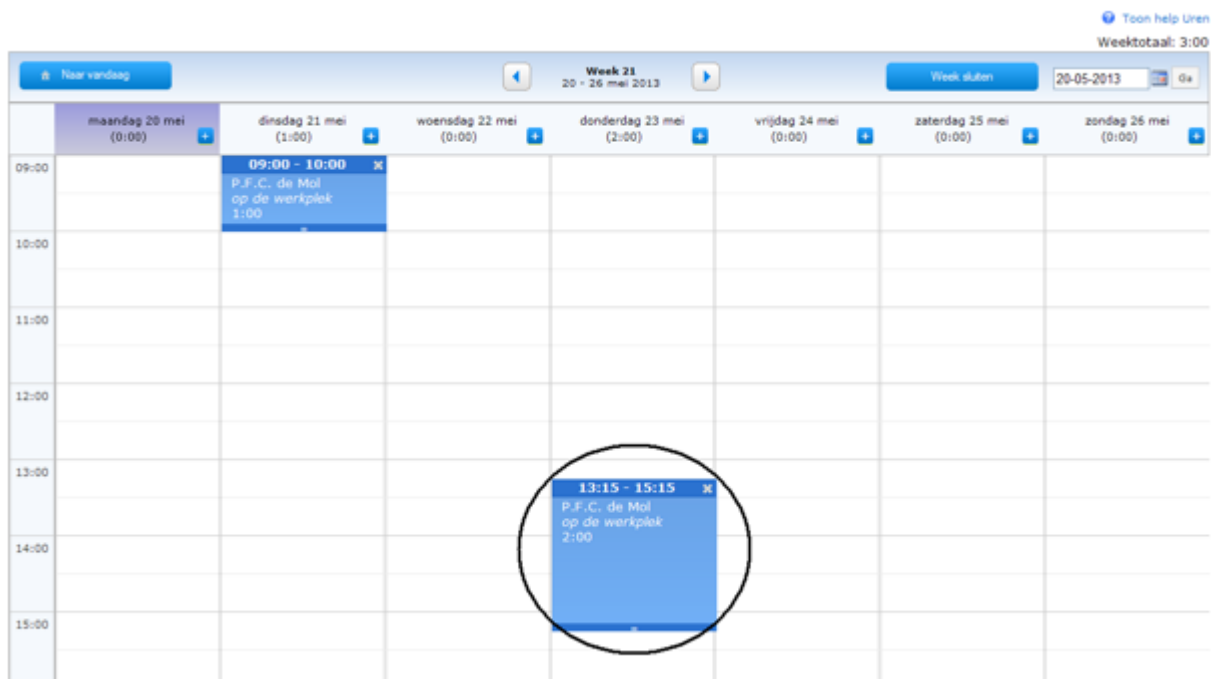 Toon help Uren
Weektotaal: 3:00
Naar vandaag
Week 21
20 - 26 mei 2013
Week sluiten
20-05-2013
Ga
maandag 20 mei
(0:00)
dinsdag 21 mei
(1:00)
woensdag 22 mei
(0:00)
donderdag 23 mei
(2:00)
vrijdag 24 mei
(0:00)
zaterdag 25 mei
(0:00)
zondag 26 mei
(0:00)
09:00
09:00 - 10:00
P.F.C. de Mol
op de werkplek
1:00
10:00
11:00
12:00
13:00
13:15 - 15:15
P.F.C. de Mol
op de werkplek
2:00
14:00
15:00